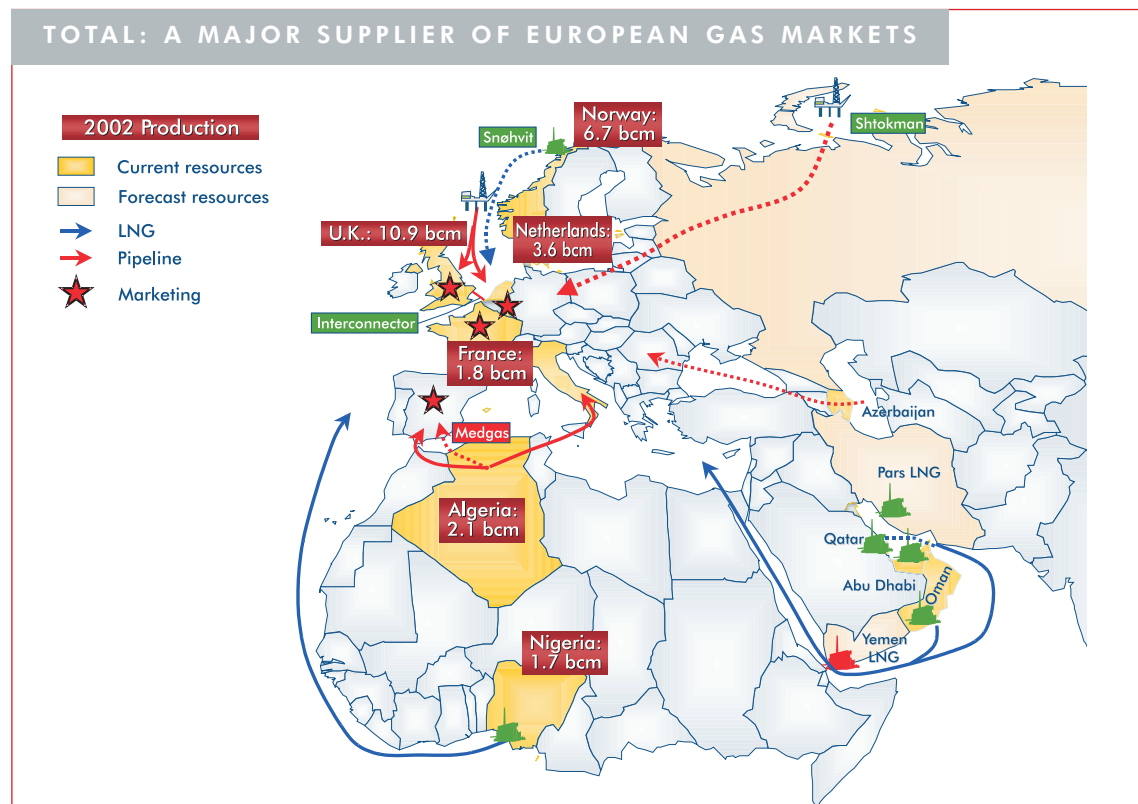 TOTAL: A MAJOR SUPPLIER OF EUROPEAN GAS MARKETS
2002 Production
Current resources
Forecast resources
LNG
Pipeline
Marketing
Snøhvit
Norway:
6.7 bcm
Shtokman
U.K.: 10.9 bcm
Netherlands:
3.6 bcm
Interconnector
France:
1.8 bcm
Azerbaijan
Medgas
Pars LNG
Algeria:
2.1 bcm
Qatar
Abu Dhabi
Oman
Nigeria:
1.7 bcm
Yemen
LNG